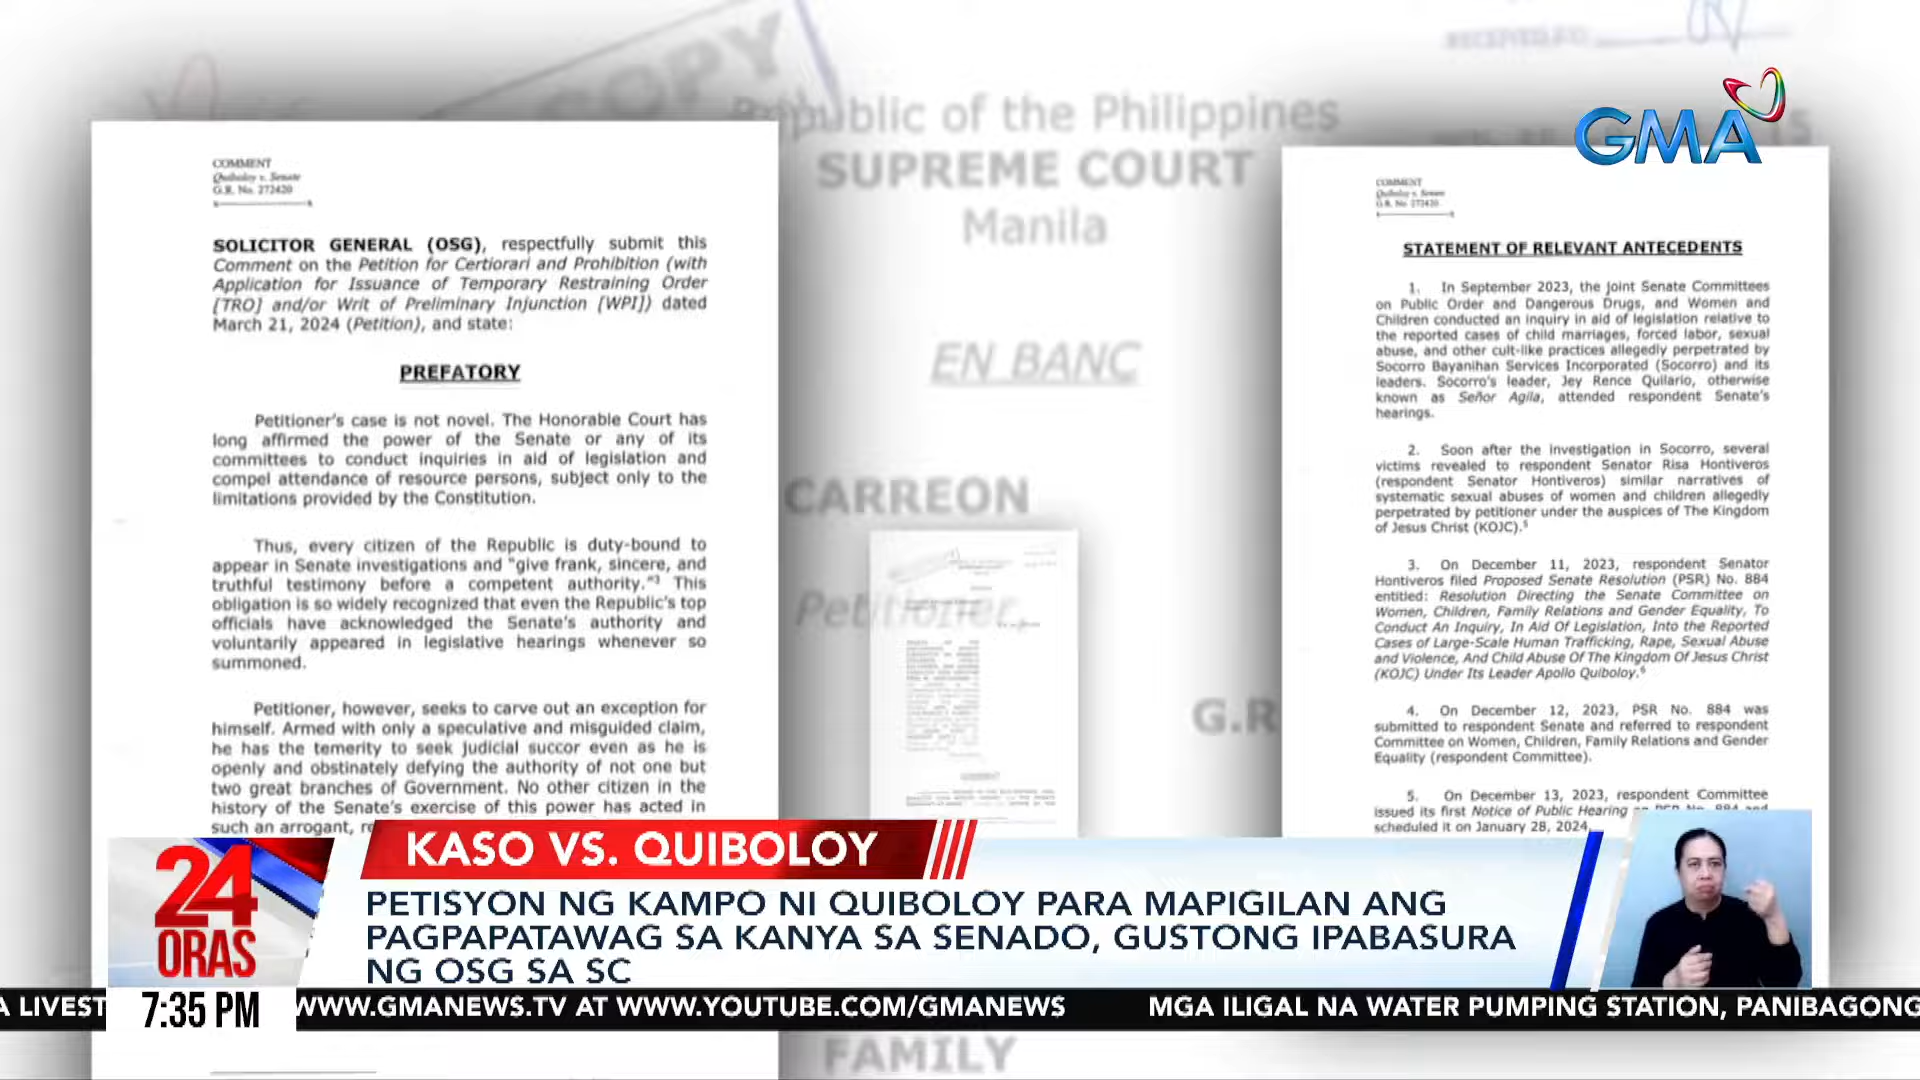 COPY
RECEIVED BY:
Republic of the Philippines
SUPREME COURT
Manila
EN BANC
CARREON
Petitioner,
G.R
FAMILY
GMA
COMMENT
Quiboloy v. Senate
G.R. No. 272420
SOLICITOR GENERAL (OSG), respectfully submit this
Comment on the Petition for Certiorari and Prohibition (with
Application for Issuance of Temporary Restraining Order
[TRO] and/or Writ of Preliminary Injunction [WPI]) dated
March 21, 2024 (Petition), and state:
PREFATORY
Petitioner's case is not novel. The Honorable Court has
long affirmed the power of the Senate or any of its
committees to conduct inquiries in aid of legislation and
compel attendance of resource persons, subject only to the
limitations provided by the Constitution.
Thus, every citizen of the Republic is duty-bound to
appear in Senate investigations and "give frank, sincere, and
truthful testimony before a competent authority."3 This
obligation is so widely recognized that even the Republic's top
officials have acknowledged the Senate's authority and
voluntarily appeared in legislative hearings whenever so
summoned.
Petitioner, however, seeks to carve out an exception for
himself. Armed with only a speculative and misguided claim,
he has the temerity to seek judicial succor even as he is
openly and obstinately defying the authority of not one but
two great branches of Government. No other citizen in the
history of the Senate's exercise of this power has acted in
such an arrogant,
COMMENT
Quiboloy v. Senate
G.R. No. 272420
STATEMENT OF RELEVANT ANTECEDENTS
1. In September 2023, the joint Senate Committees
on Public Order and Dangerous Drugs, and Women and
Children conducted an inquiry in aid of legislation relative to
the reported cases of child marriages, forced labor, sexual
abuse, and other cult-like practices allegedly perpetrated by
Socorro Bayanihan Services Incorporated (Socorro) and its
leaders. Socorro's leader, Jey Rence Quilario, otherwise
known as Señor Agila, attended respondent Senate's
hearings.
2. Soon after the investigation in Socorro, several
victims revealed to respondent Senator Risa Hontiveros
(respondent Senator Hontiveros) similar narratives of
systematic sexual abuses of women and children allegedly
perpetrated by petitioner under the auspices of The Kingdom
of Jesus Christ (KOJC).5
3. On December 11, 2023, respondent Senator
Hontiveros filed Proposed Senate Resolution (PSR) No. 884
entitled: Resolution Directing the Senate Committee on
Women, Children, Family Relations and Gender Equality, To
Conduct An Inquiry, In Aid Of Legislation, Into the Reported
Cases of Large-Scale Human Trafficking, Rape, Sexual Abuse
and Violence, And Child Abuse Of The Kingdom Of Jesus Christ
(KOJC) Under Its Leader Apollo Quiboloy.6
4. On December 12, 2023, PSR No. 884 was
submitted to respondent Senate and referred to respondent
Committee on Women, Children, Family Relations and Gender
Equality (respondent Committee).
5. On December 13, 2023, respondent Committee
issued its first Notice of Public Hearing on PSR No. 884 and
scheduled it on January 28, 2024.
KASO VS. QUIBOLOY
PETISYON NG KAMPO NI QUIBOLOY PARA MAPIGILAN ANG
PAGPAPATAWAG SA KANYA SA SENADO, GUSTONG IPABASURA
NG OSG SA SC
24
ORAS
7:35 PM
A LIVEST WWW.GMANEWS.TV AT WWW.YOUTUBE.COM/GMANEWS MGA ILIGAL NA WATER PUMPING STATION, PANIBAGONG